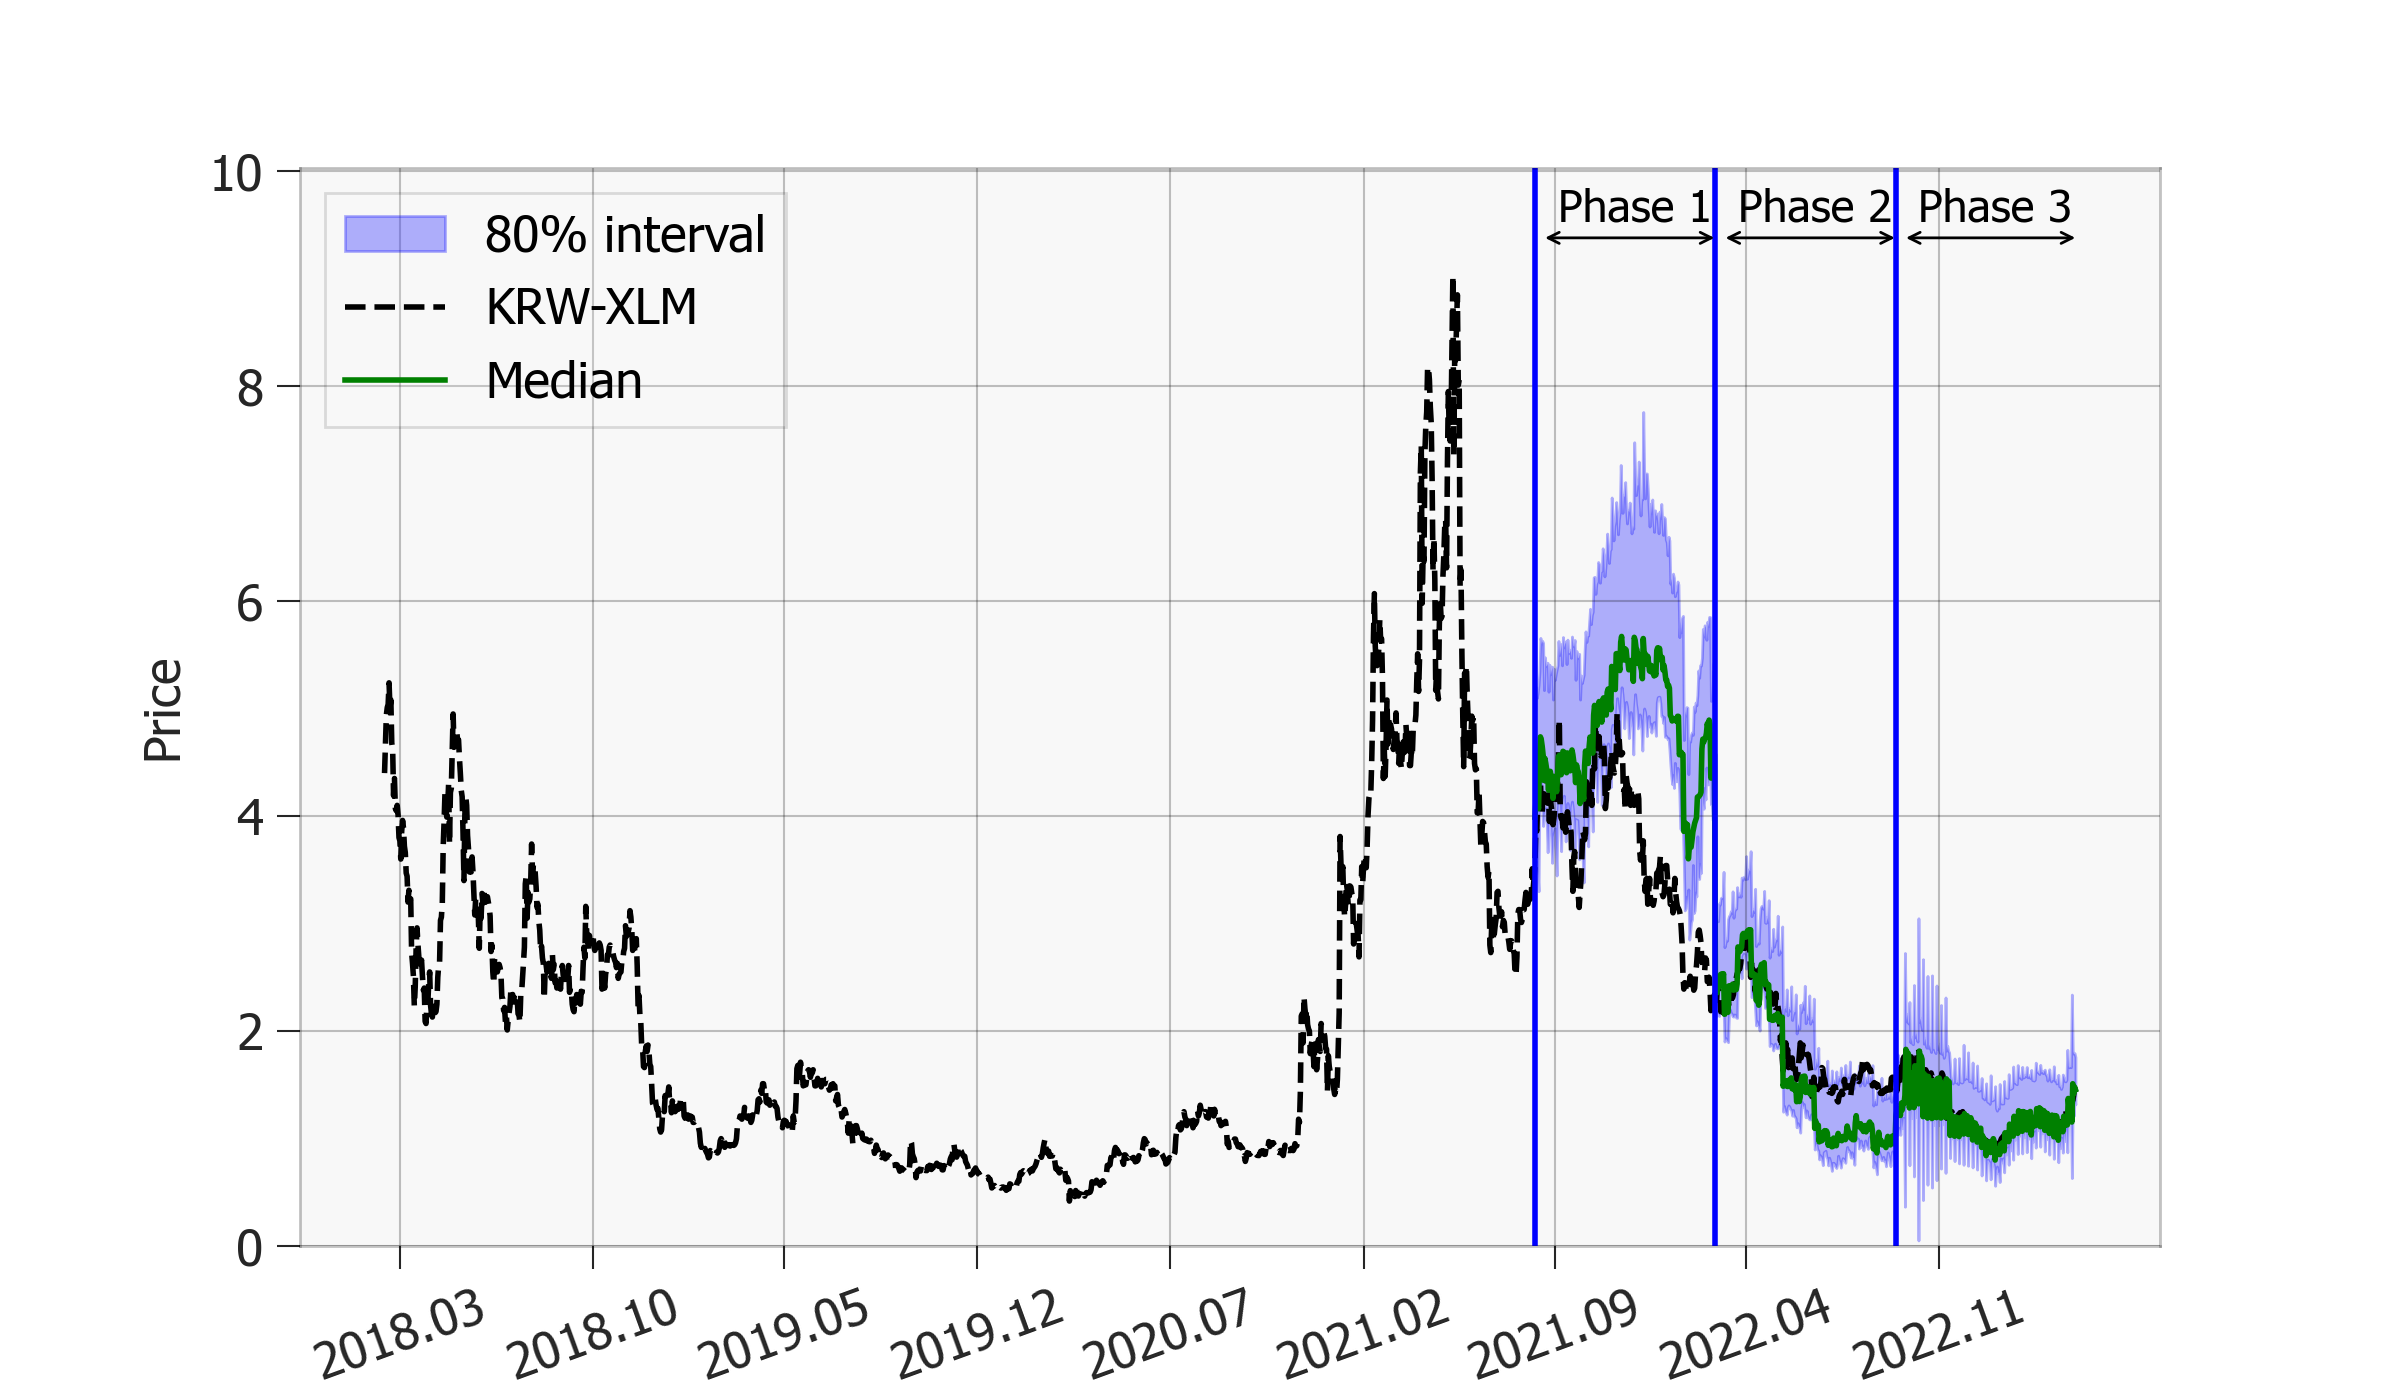 10
8
6
4
2
0
Price
80% interval
KRW-XLM
Median
Phase 1
Phase 2
Phase 3
2018.03
2018.10
2019.05
2019.12
2020.07
2021.02
2021.09
2022.04
2022.11